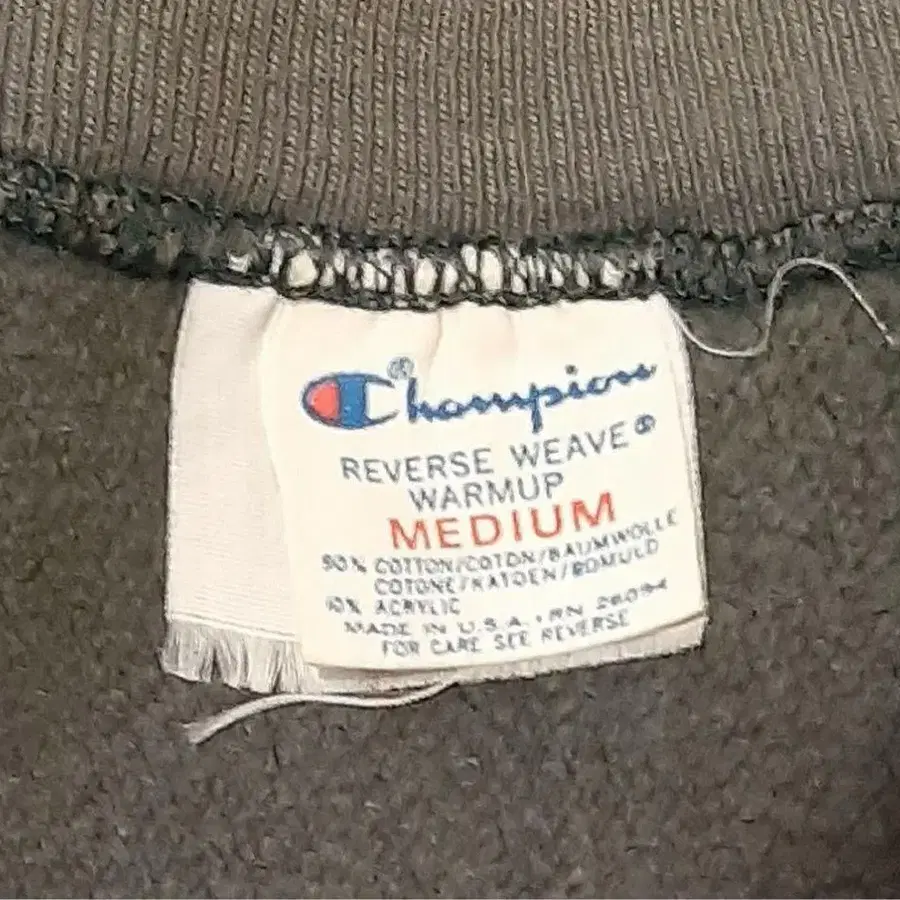 Champion®
REVERSE WEAVE®
WARMUP
MEDIUM
90% COTTON/COTON/BAUMWOLLE
COTONE/KATOEN/BOMULD
10% ACRYLIC
MADE IN U.S.A. RN 26094
FOR CARE SEE REVERSE